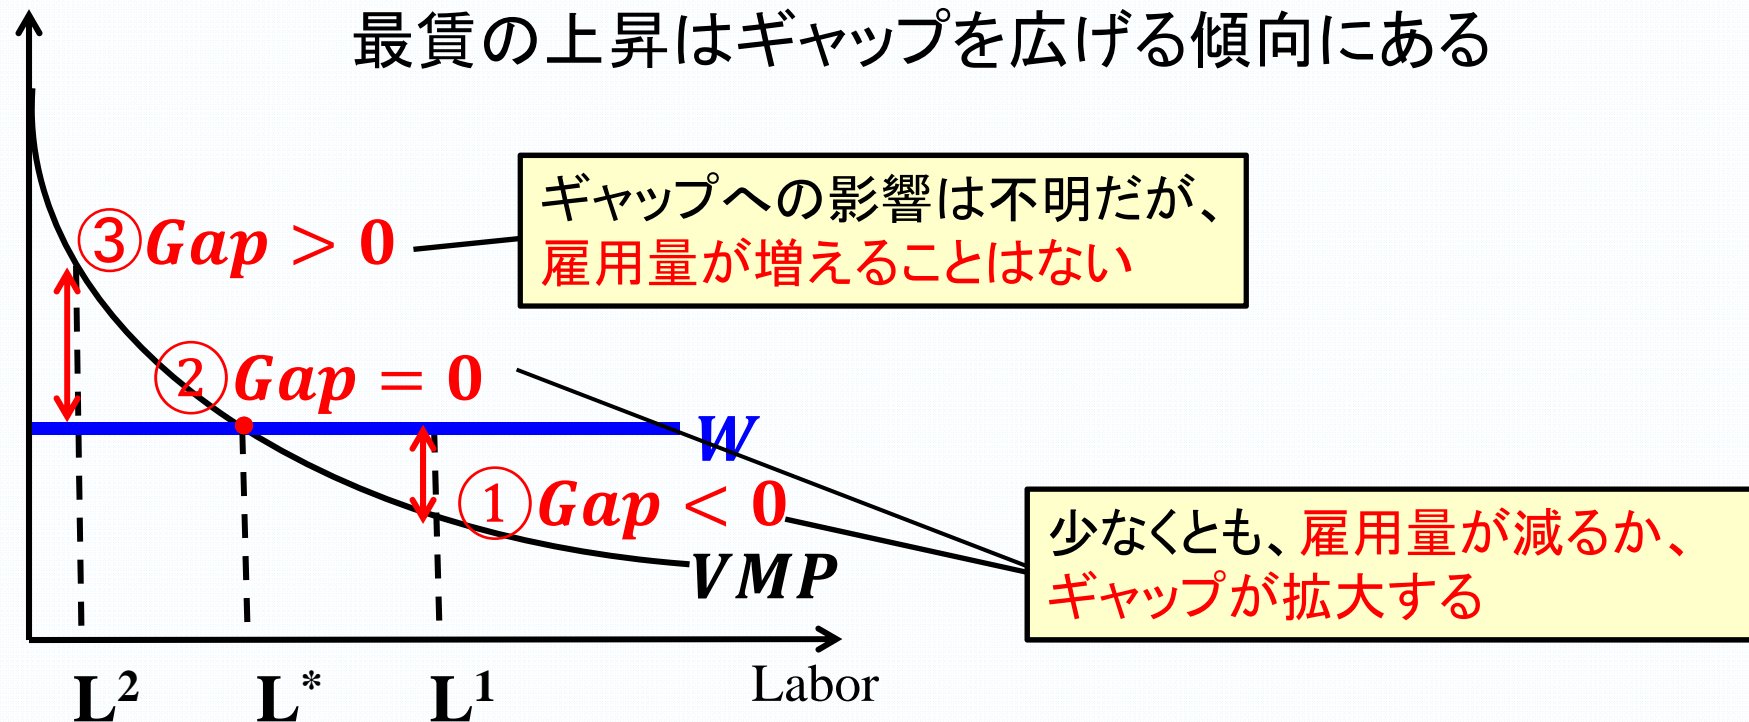 最賃の上昇はギャップを広げる傾向にある
ギャップへの影響は不明だが、
雇用量が増えることはない
③Gap > 0
②Gap = 0
W
①Gap < 0
少なくとも、雇用量が減るか、
ギャップが拡大する
VMP
L² L* L¹ Labor